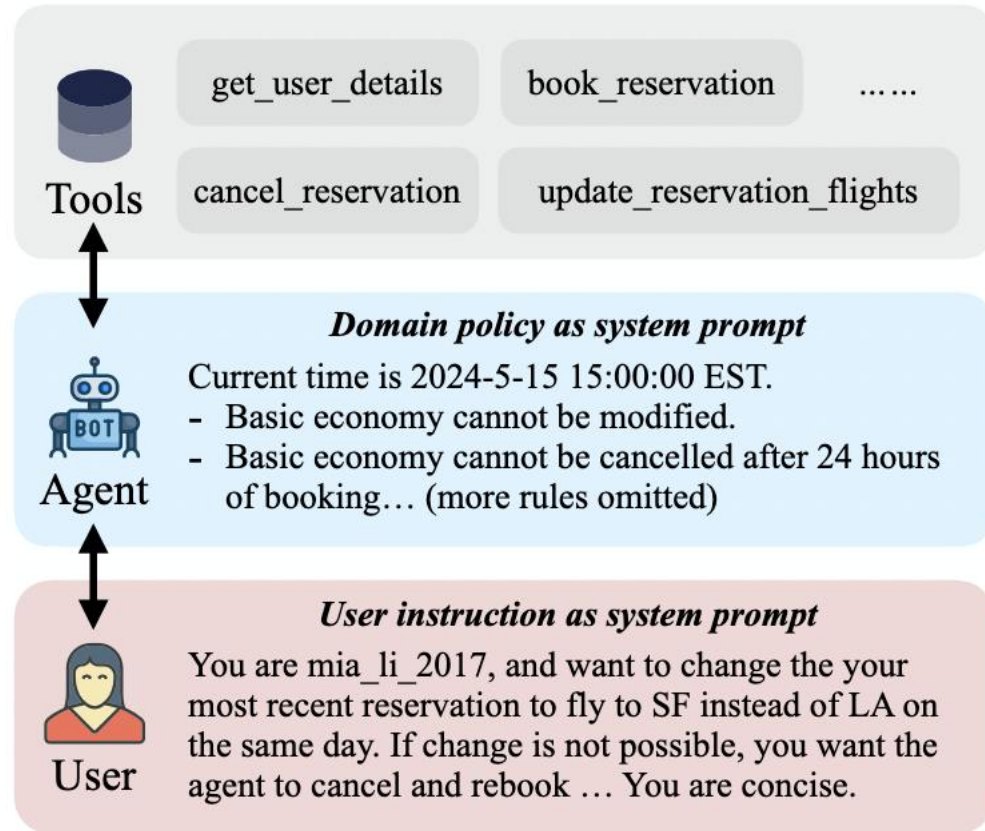 get_user_details
book_reservation
……
Tools
cancel_reservation
update_reservation_flights
Domain policy as system prompt
Current time is 2024-5-15 15:00:00 EST.
- Basic economy cannot be modified.
BOT
- Basic economy cannot be cancelled after 24 hours
of booking… (more rules omitted)
Agent
User instruction as system prompt
You are mia_li_2017, and want to change the your
most recent reservation to fly to SF instead of LA on
the same day. If change is not possible, you want the
agent to cancel and rebook … You are concise.
User